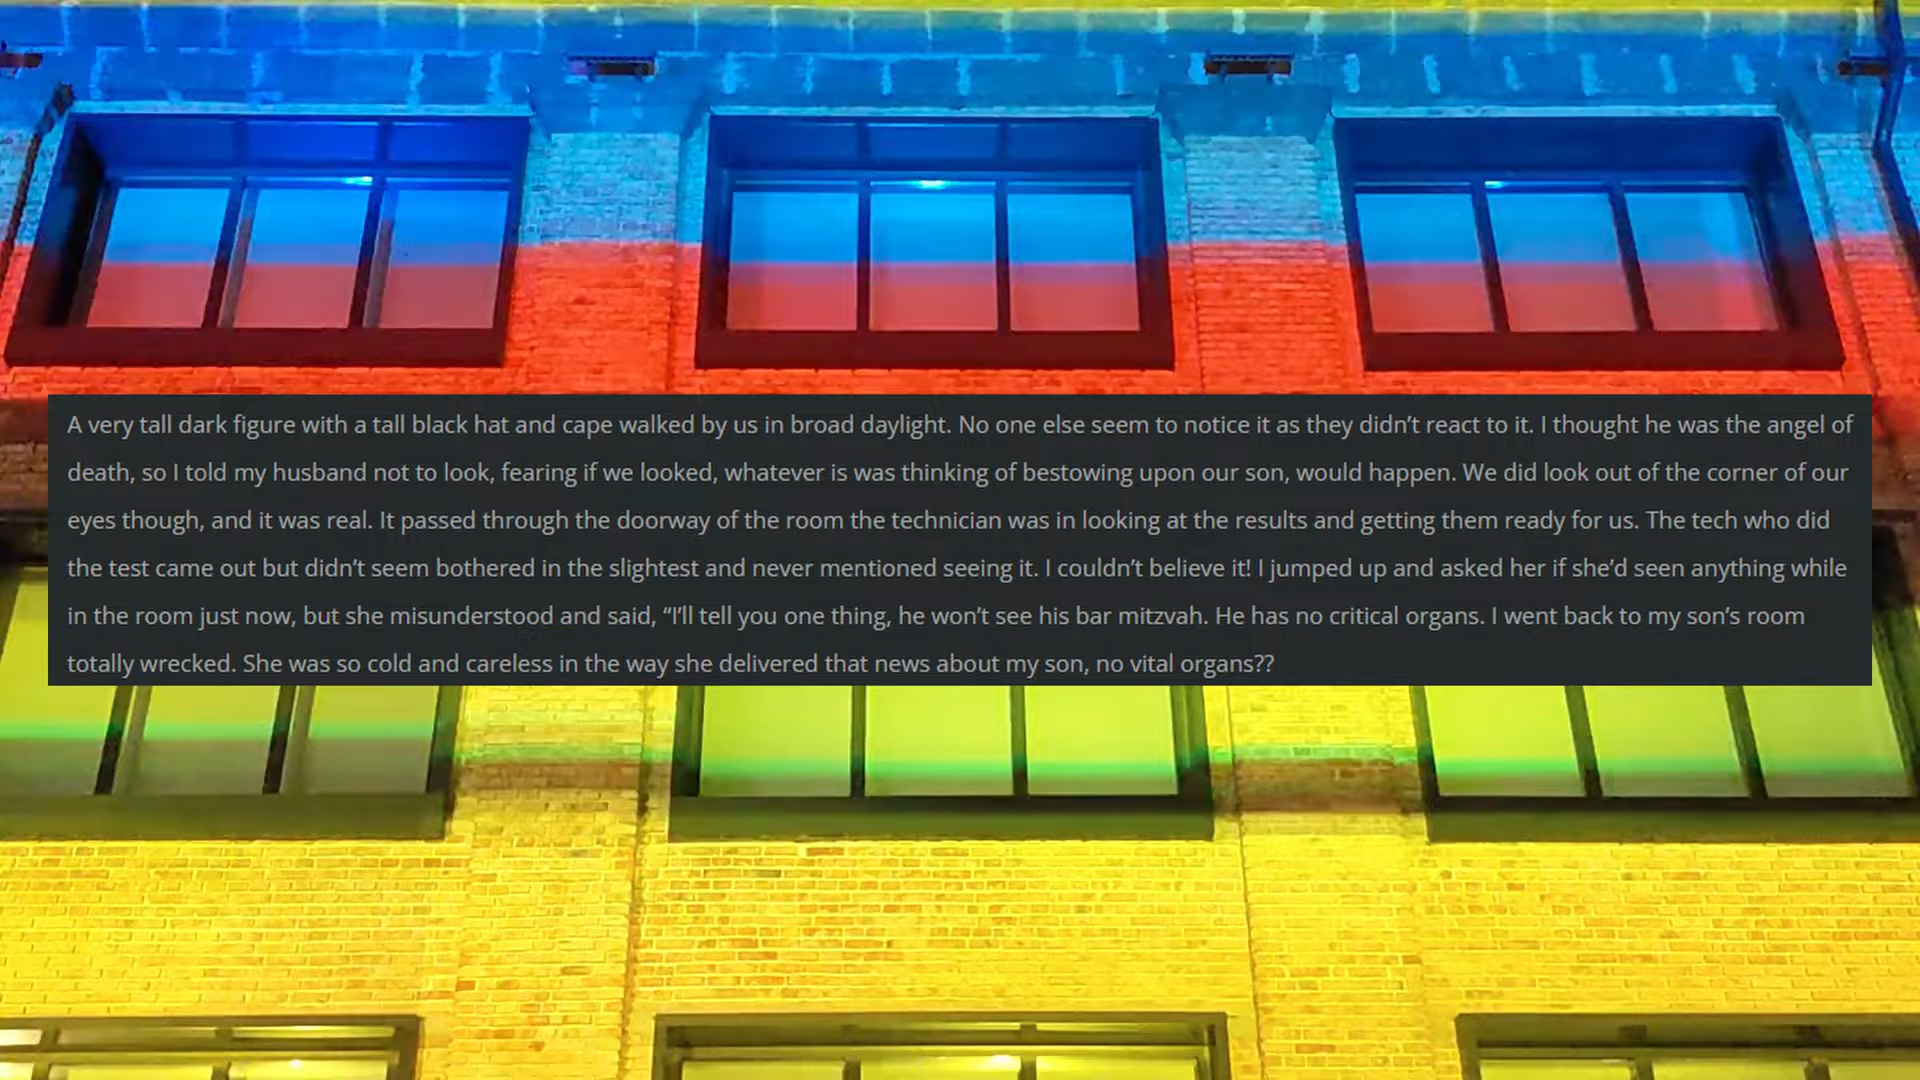 A very tall dark figure with a tall black hat and cape walked by us in broad daylight. No one else seem to notice it as they didn’t react to it. I thought he was the angel of
death, so I told my husband not to look, fearing if we looked, whatever is was thinking of bestowing upon our son, would happen. We did look out of the corner of our
eyes though, and it was real. It passed through the doorway of the room the technician was in looking at the results and getting them ready for us. The tech who did
the test came out but didn’t seem bothered in the slightest and never mentioned seeing it. I couldn’t believe it! I jumped up and asked her if she’d seen anything while
in the room just now, but she misunderstood and said, “I’ll tell you one thing, he won’t see his bar mitzvah. He has no critical organs. I went back to my son’s room
totally wrecked. She was so cold and careless in the way she delivered that news about my son, no vital organs??